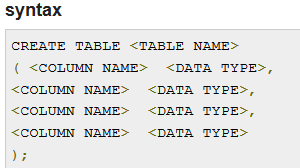 syntax
CREATE TABLE <TABLE NAME>
( <COLUMN NAME>  <DATA TYPE>,
<COLUMN NAME>  <DATA TYPE>,
<COLUMN NAME>  <DATA TYPE>,
<COLUMN NAME>  <DATA TYPE>
);